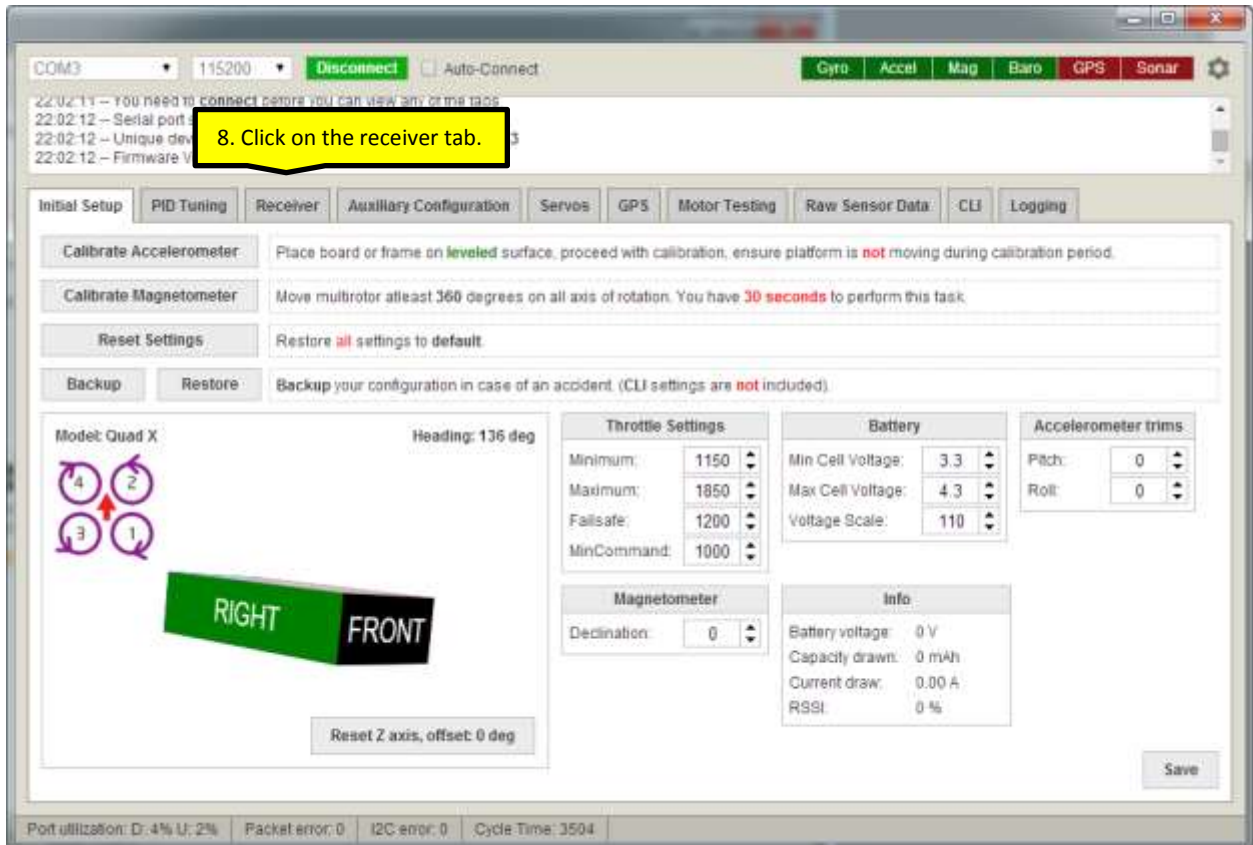 COM3 115200 Disconnect Auto-Connect Gyro Accel Mag Baro GPS Sonar
22:02:11 -- You need to connect before you can view any of the tabs
22:02:12 -- Serial port
22:02:12 -- Unique dev 3
22:02:12 -- Firmware V
8. Click on the receiver tab.
Initial Setup PID Tuning Receiver Auxiliary Configuration Servos GPS Motor Testing Raw Sensor Data CLI Logging
Calibrate Accelerometer Place board or frame on leveled surface, proceed with calibration, ensure platform is not moving during calibration period.
Calibrate Magnetometer Move multirotor atleast 360 degrees on all axis of rotation. You have 30 seconds to perform this task.
Reset Settings Restore all settings to default.
Backup Restore Backup your configuration in case of an accident. (CLI settings are not included).
Model: Quad X Heading: 136 deg
4 2
3 1
RIGHT FRONT
Reset Z axis, offset: 0 deg
Throttle Settings
Minimum: 1150
Maximum: 1850
Failsafe: 1200
MinCommand: 1000
Battery
Min Cell Voltage: 3.3
Max Cell Voltage: 4.3
Voltage Scale: 110
Accelerometer trims
Pitch: 0
Roll: 0
Magnetometer
Declination: 0
Info
Battery voltage: 0 V
Capacity drawn: 0 mAh
Current draw: 0.00 A
RSSI: 0 %
Save
Port utilization: D: 4% U: 2% Packet error: 0 I2C error: 0 Cycle Time: 3504